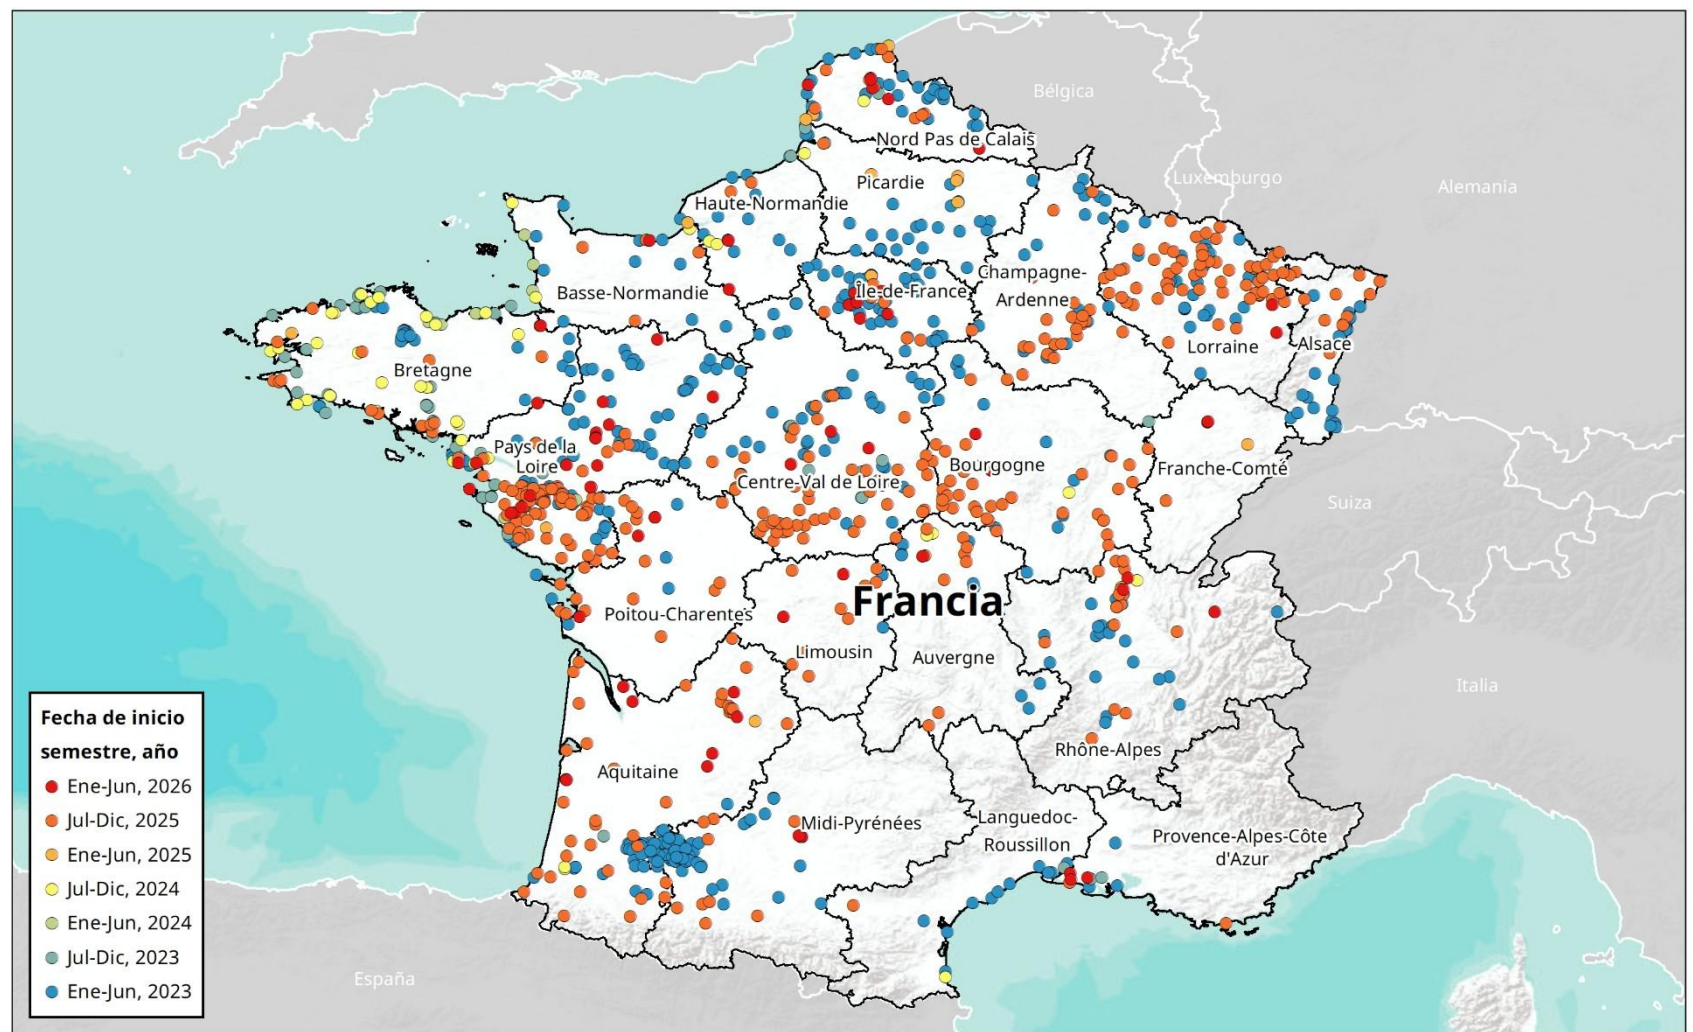 Bélgica
Nord Pas de Calais
Luxemburgo
Alemania
Picardie
Haute-Normandie
Champagne-
Ardenne
Île-de-France
Basse-Normandie
Lorraine
Alsace
Bretagne
Pays de la
Loire
Centre-Val de Loire
Bourgogne
Franche-Comté
Suiza
Francia
Poitou-Charentes
Limousin
Auvergne
Italia
Rhône-Alpes
Aquitaine
Midi-Pyrénées
Languedoc-
Roussillon
Provence-Alpes-Côte
d'Azur
España
Fecha de inicio
semestre, año
Ene-Jun, 2026
Jul-Dic, 2025
Ene-Jun, 2025
Jul-Dic, 2024
Ene-Jun, 2024
Jul-Dic, 2023
Ene-Jun, 2023